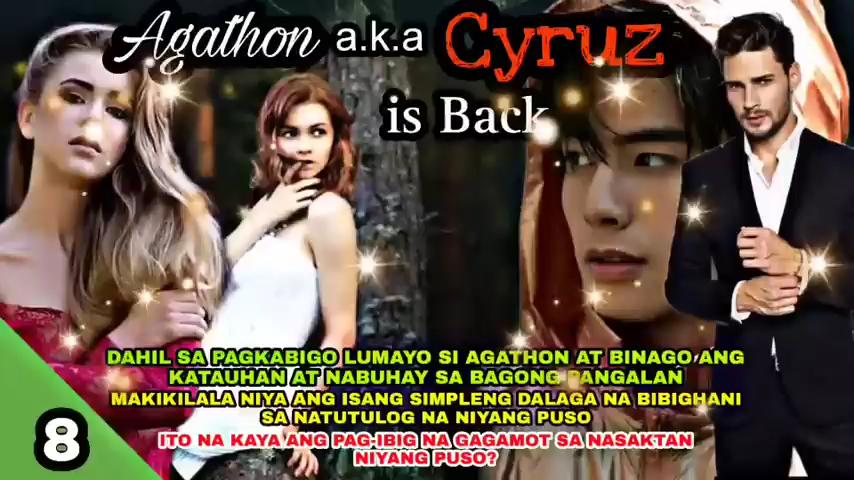 Agathon a.k.a Cyruz
is Back
DAHIL SA PAGKABIGO LUMAYO SI AGATHON AT BINAGO ANG
KATAUHAN AT NABUHAY SA BAGONG PANGALAN
MAKIKILALA NIYA ANG ISANG SIMPLENG DALAGA NA BIBIGHANI
SA NATUTULOG NA NIYANG PUSO
ITO NA KAYA ANG PAG-IBIG NA GAGAMOT SA NASAKTAN
NIYANG PUSO?
8